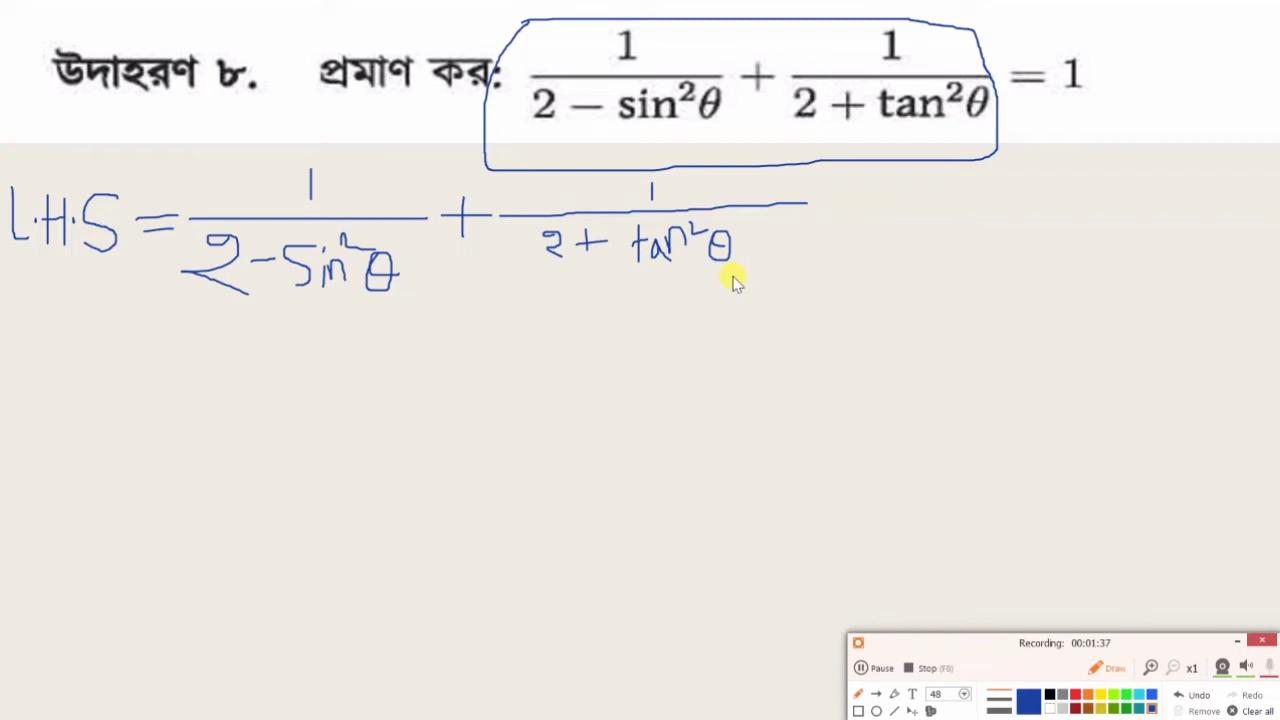 উদাহরণ ৮. প্রমাণ কর: 1/(2 − sin²θ) + 1/(2 + tan²θ) = 1
L.H.S = 1/(2 − Sin²θ) + 1/(2 + tan²θ)
Recording: 00:01:37
Pause Stop (F8) Draw x1
T 48 Undo Redo
Remove Clear all